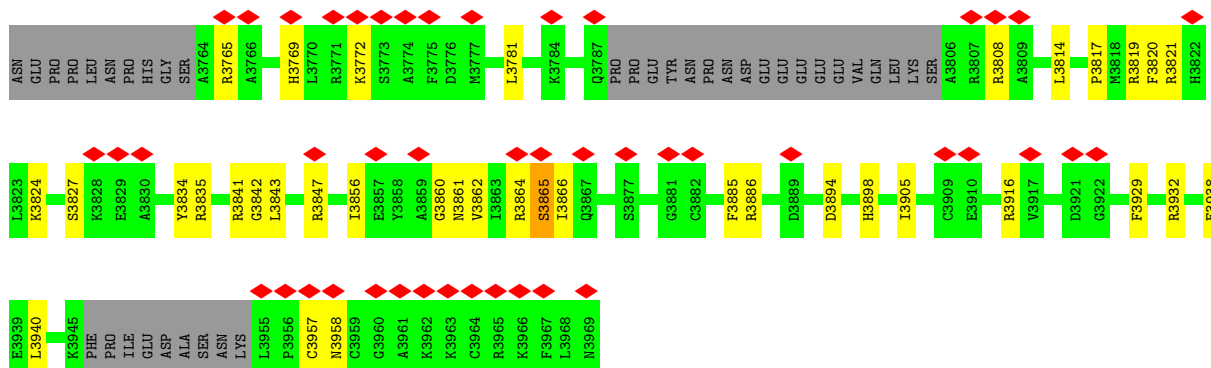 ASN GLU PRO PRO LEU ASN PRO HIS GLY SER A3764 R3765 A3766 H3769 L3770 R3771 K3772 S3773 A3774 F3775 D3776 M3777 L3781 K3784 Q3787 PRO PRO GLU TYR ASN PRO ASN ASP GLU GLU GLU GLU GLU VAL GLN LEU LYS SER A3806 R3807 R3808 A3809 L3814 P3817 M3818 R3819 F3820 R3821 H3822
L3823 K3824 S3827 K3828 E3829 A3830 Y3834 R3835 R3841 G3842 L3843 R3847 I3856 E3857 Y3858 A3859 G3860 N3861 V3862 I3863 R3864 S3865 I3866 Q3867 S3877 G3881 C3882 F3885 R3886 D3889 D3894 H3898 I3905 C3909 E3910 R3916 V3917 D3921 G3922 F3929 R3932
E3939 L3940 K3945 PHE PRO ILE GLU ASP ALA SER ASN LYS L3955 P3956 C3957 N3958 C3959 G3960 A3961 K3962 K3963 C3964 R3965 K3966 F3967 L3968 N3969